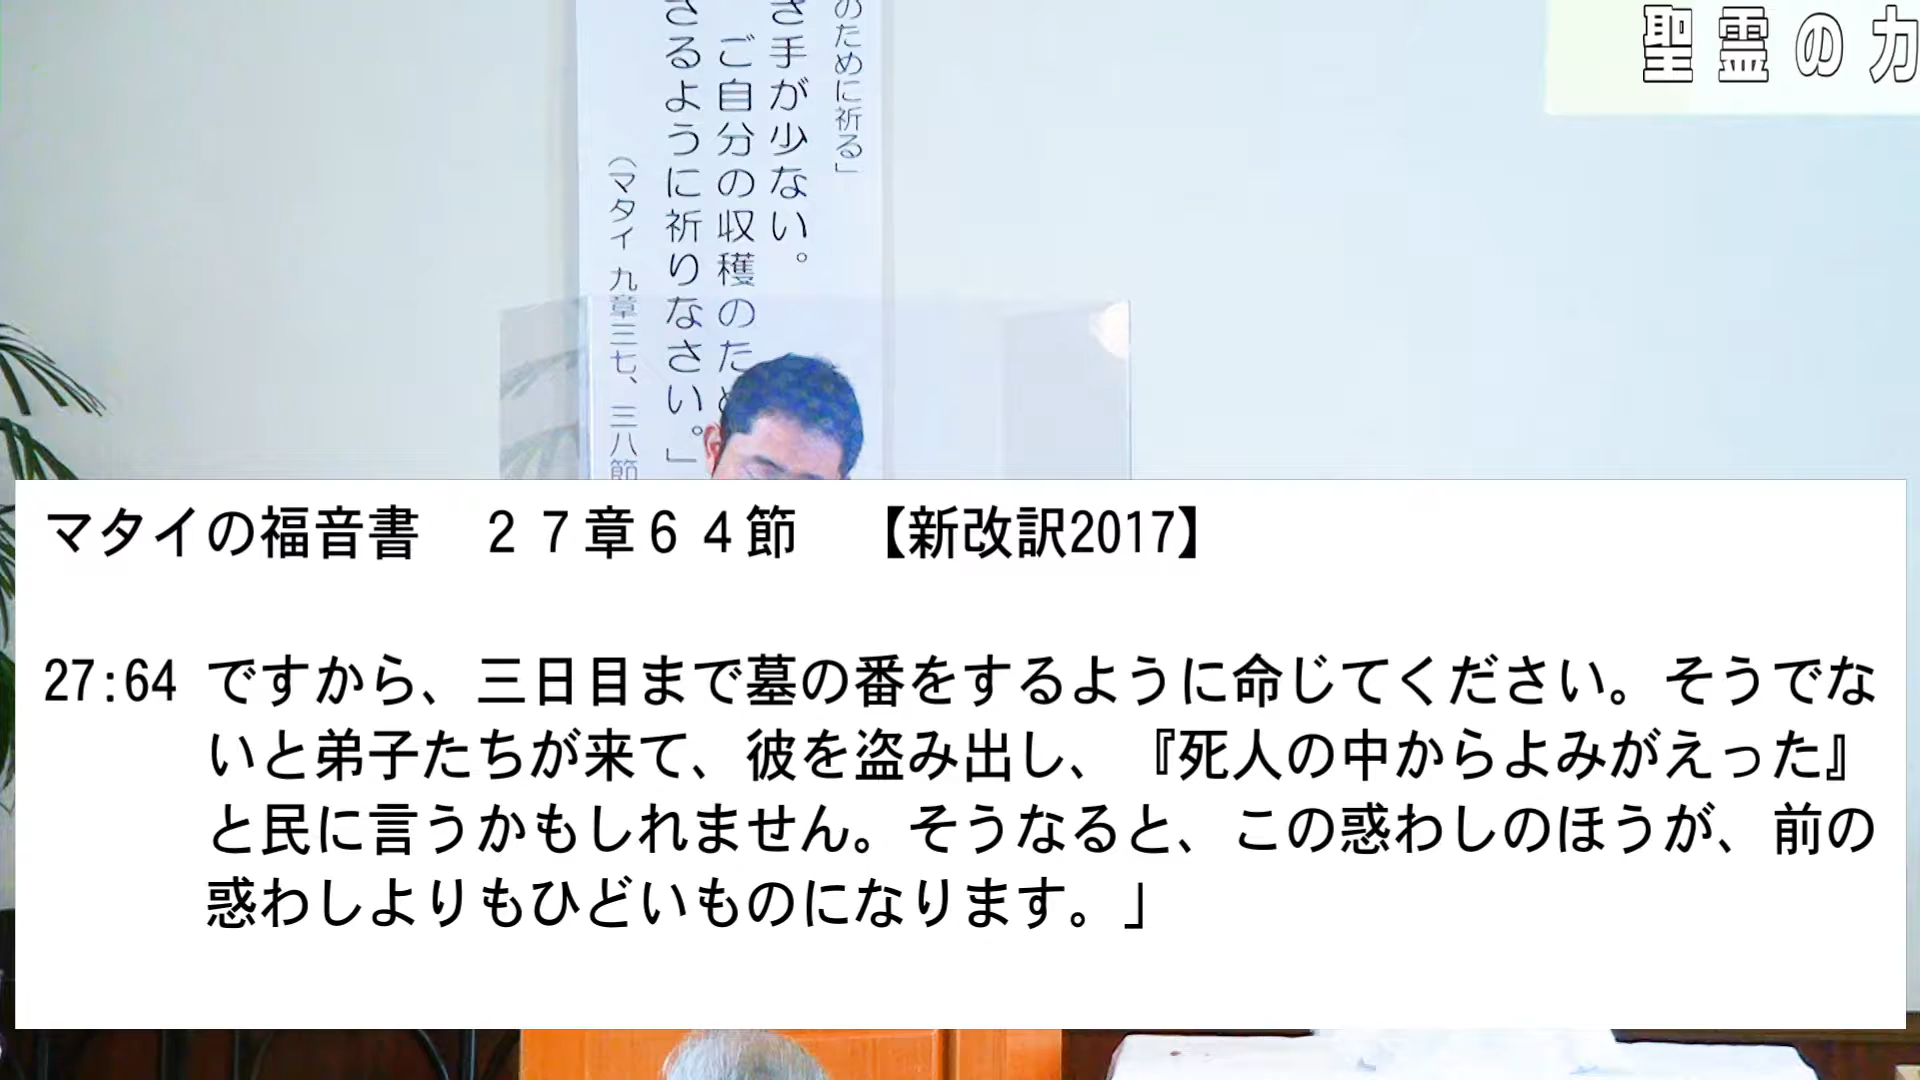 のために祈る」
き手が少ない。
ご自分の収穫のため
さるように祈りなさい。」
（マタイ 九章三七、三八節
聖霊の力
マタイの福音書　２７章６４節　【新改訳2017】
27:64 ですから、三日目まで墓の番をするように命じてください。そうでな
いと弟子たちが来て、彼を盗み出し、『死人の中からよみがえった』
と民に言うかもしれません。そうなると、この惑わしのほうが、前の
惑わしよりもひどいものになります。」